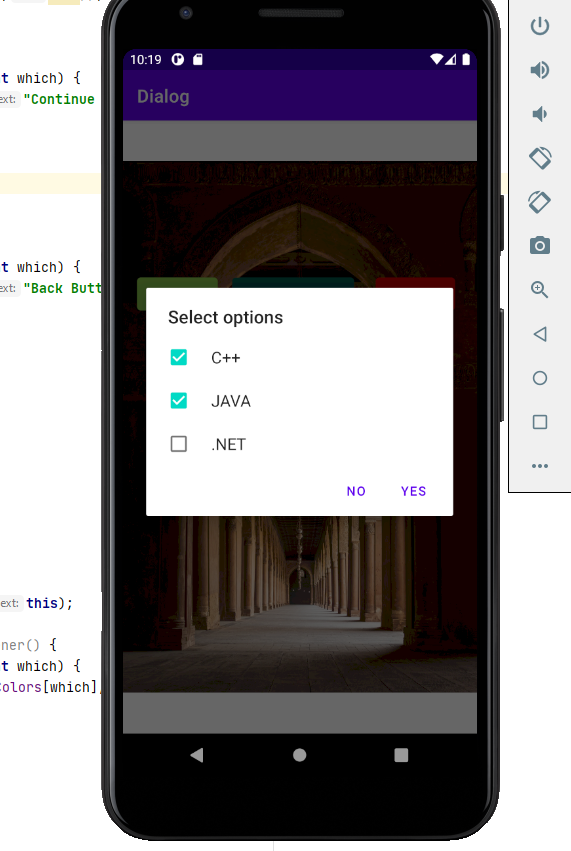 t which) {
ext: "Continue
t which) {
ext: "Back Butt
ext: this);
ner() {
t which) {
Colors[which],
10:19
Dialog
Select options
C++
JAVA
.NET
NO
YES